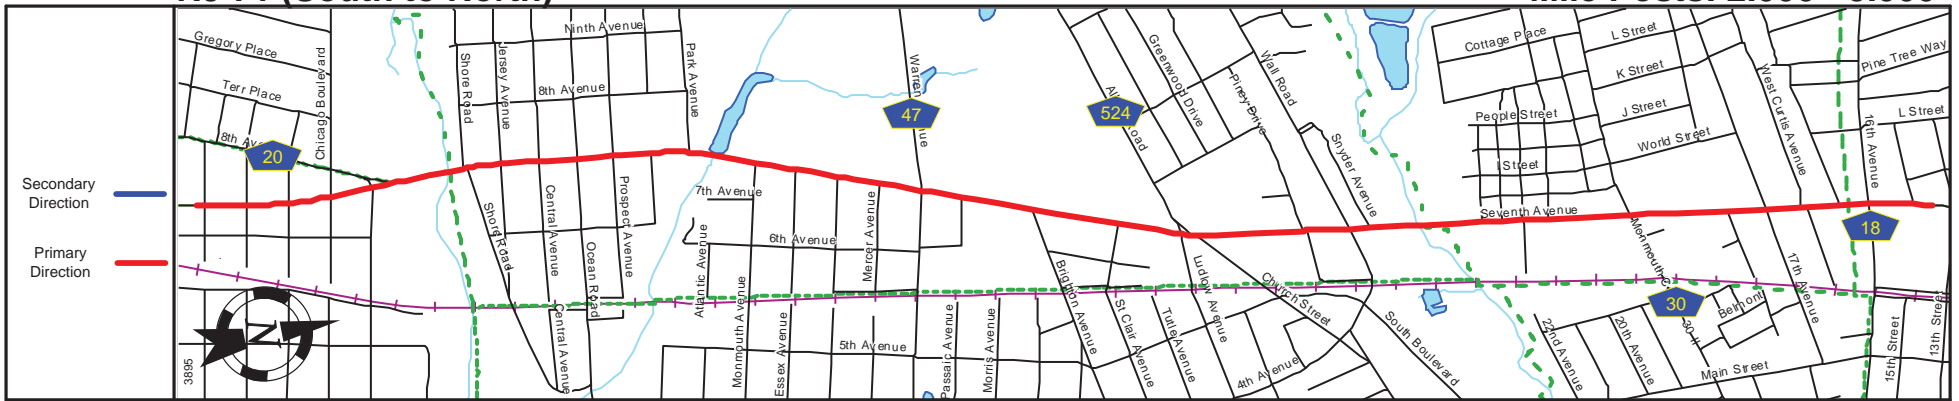 Secondary
Direction
Primary
Direction
Gregory Place
Terr Place
Chicago Boulevard
20
3895
Shore Road
Jersey Avenue
Ninth Avenue
8th Avenue
Park Avenue
Shore Road
Central Avenue
Central Avenue
Ocean Road
Prospect Avenue
7th Avenue
6th Avenue
Atlantic Avenue
Monmouth Avenue
Essex Avenue
Mercer Avenue
5th Avenue
Passaic Avenue
Morris Avenue
47
524
Greenwood Drive
Piney Drive
Wall Road
Snyder Avenue
Brighton Avenue
St Clair Avenue
Tutle Avenue
Ludlow Avenue
Church Street
4th Avenue
South Boulevard
Cottage Place
L Street
K Street
J Street
People Street
World Street
I Street
Seventh Avenue
West Curtis Avenue
16th Avenue
Pine Tree Way
L Street
18
30
17th Avenue
Belmont
22nd Avenue
20th Avenue
Main Street
15th Street
13th Street